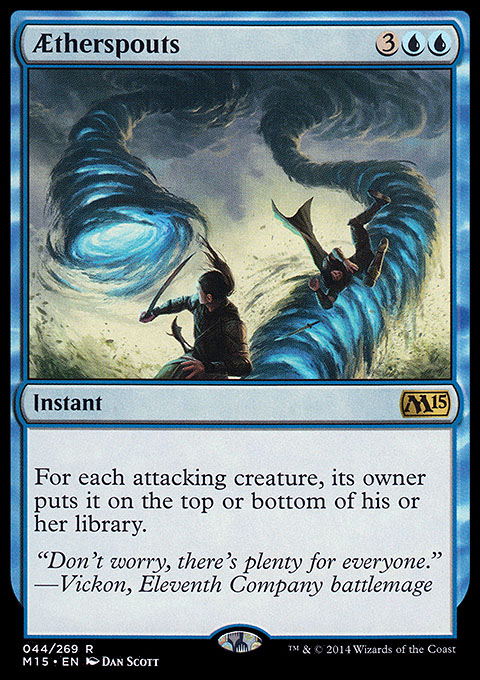 Ætherspouts 3
Instant M15
For each attacking creature, its owner
puts it on the top or bottom of his or
her library.
“Don’t worry, there’s plenty for everyone.”
—Vickon, Eleventh Company battlemage
044/269 R ™ & © 2014 Wizards of the Coast
M15 • EN Dan Scott